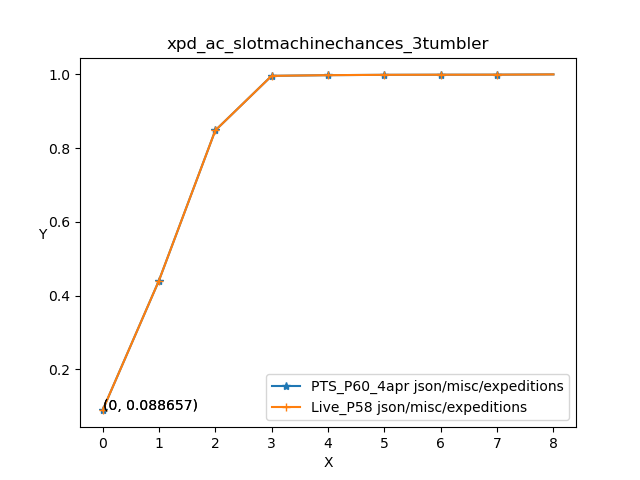 xpd_ac_slotmachinechances_3tumbler
1.0
0.8
0.6
0.4
0.2
Y
(0, 0.088657)
PTS_P60_4apr json/misc/expeditions
Live_P58 json/misc/expeditions
0 1 2 3 4 5 6 7 8
X